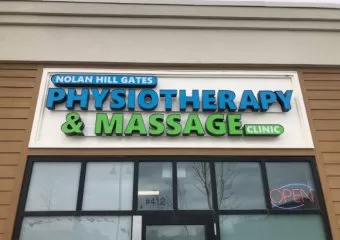 NOLAN HILL GATES
PHYSIOTHERAPY
& MASSAGE CLINIC
#412
OPEN